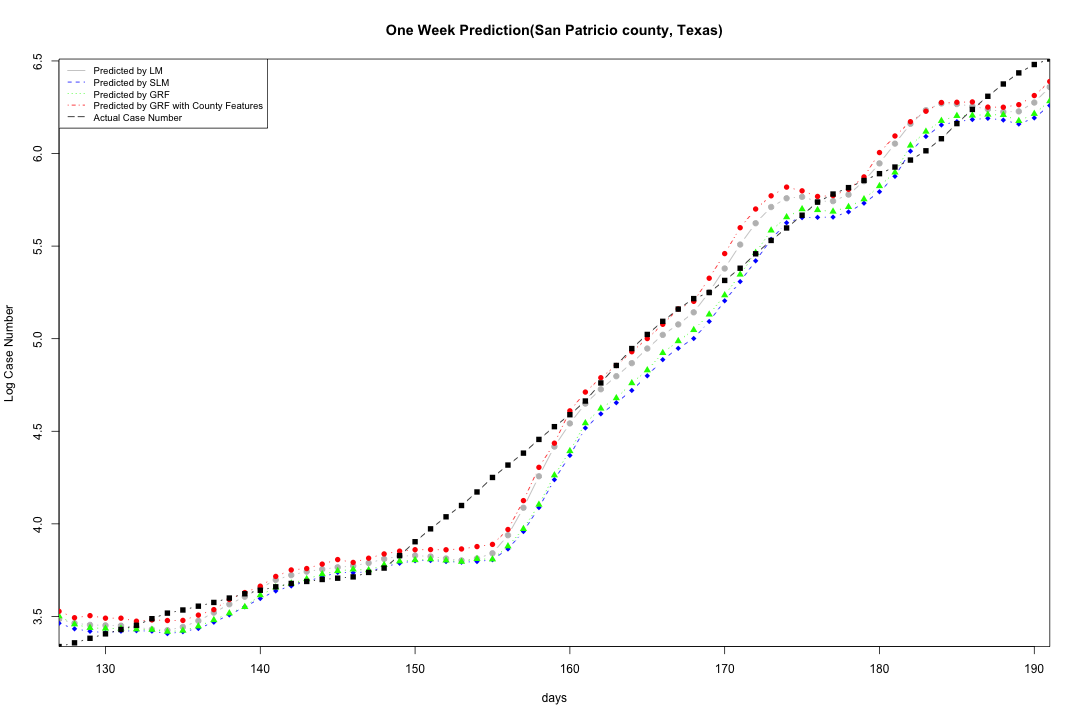 One Week Prediction(San Patricio county, Texas)
Predicted by LM
Predicted by SLM
Predicted by GRF
Predicted by GRF with County Features
Actual Case Number
Log Case Number
6.5
6.0
5.5
5.0
4.5
4.0
3.5
130 140 150 160 170 180 190
days